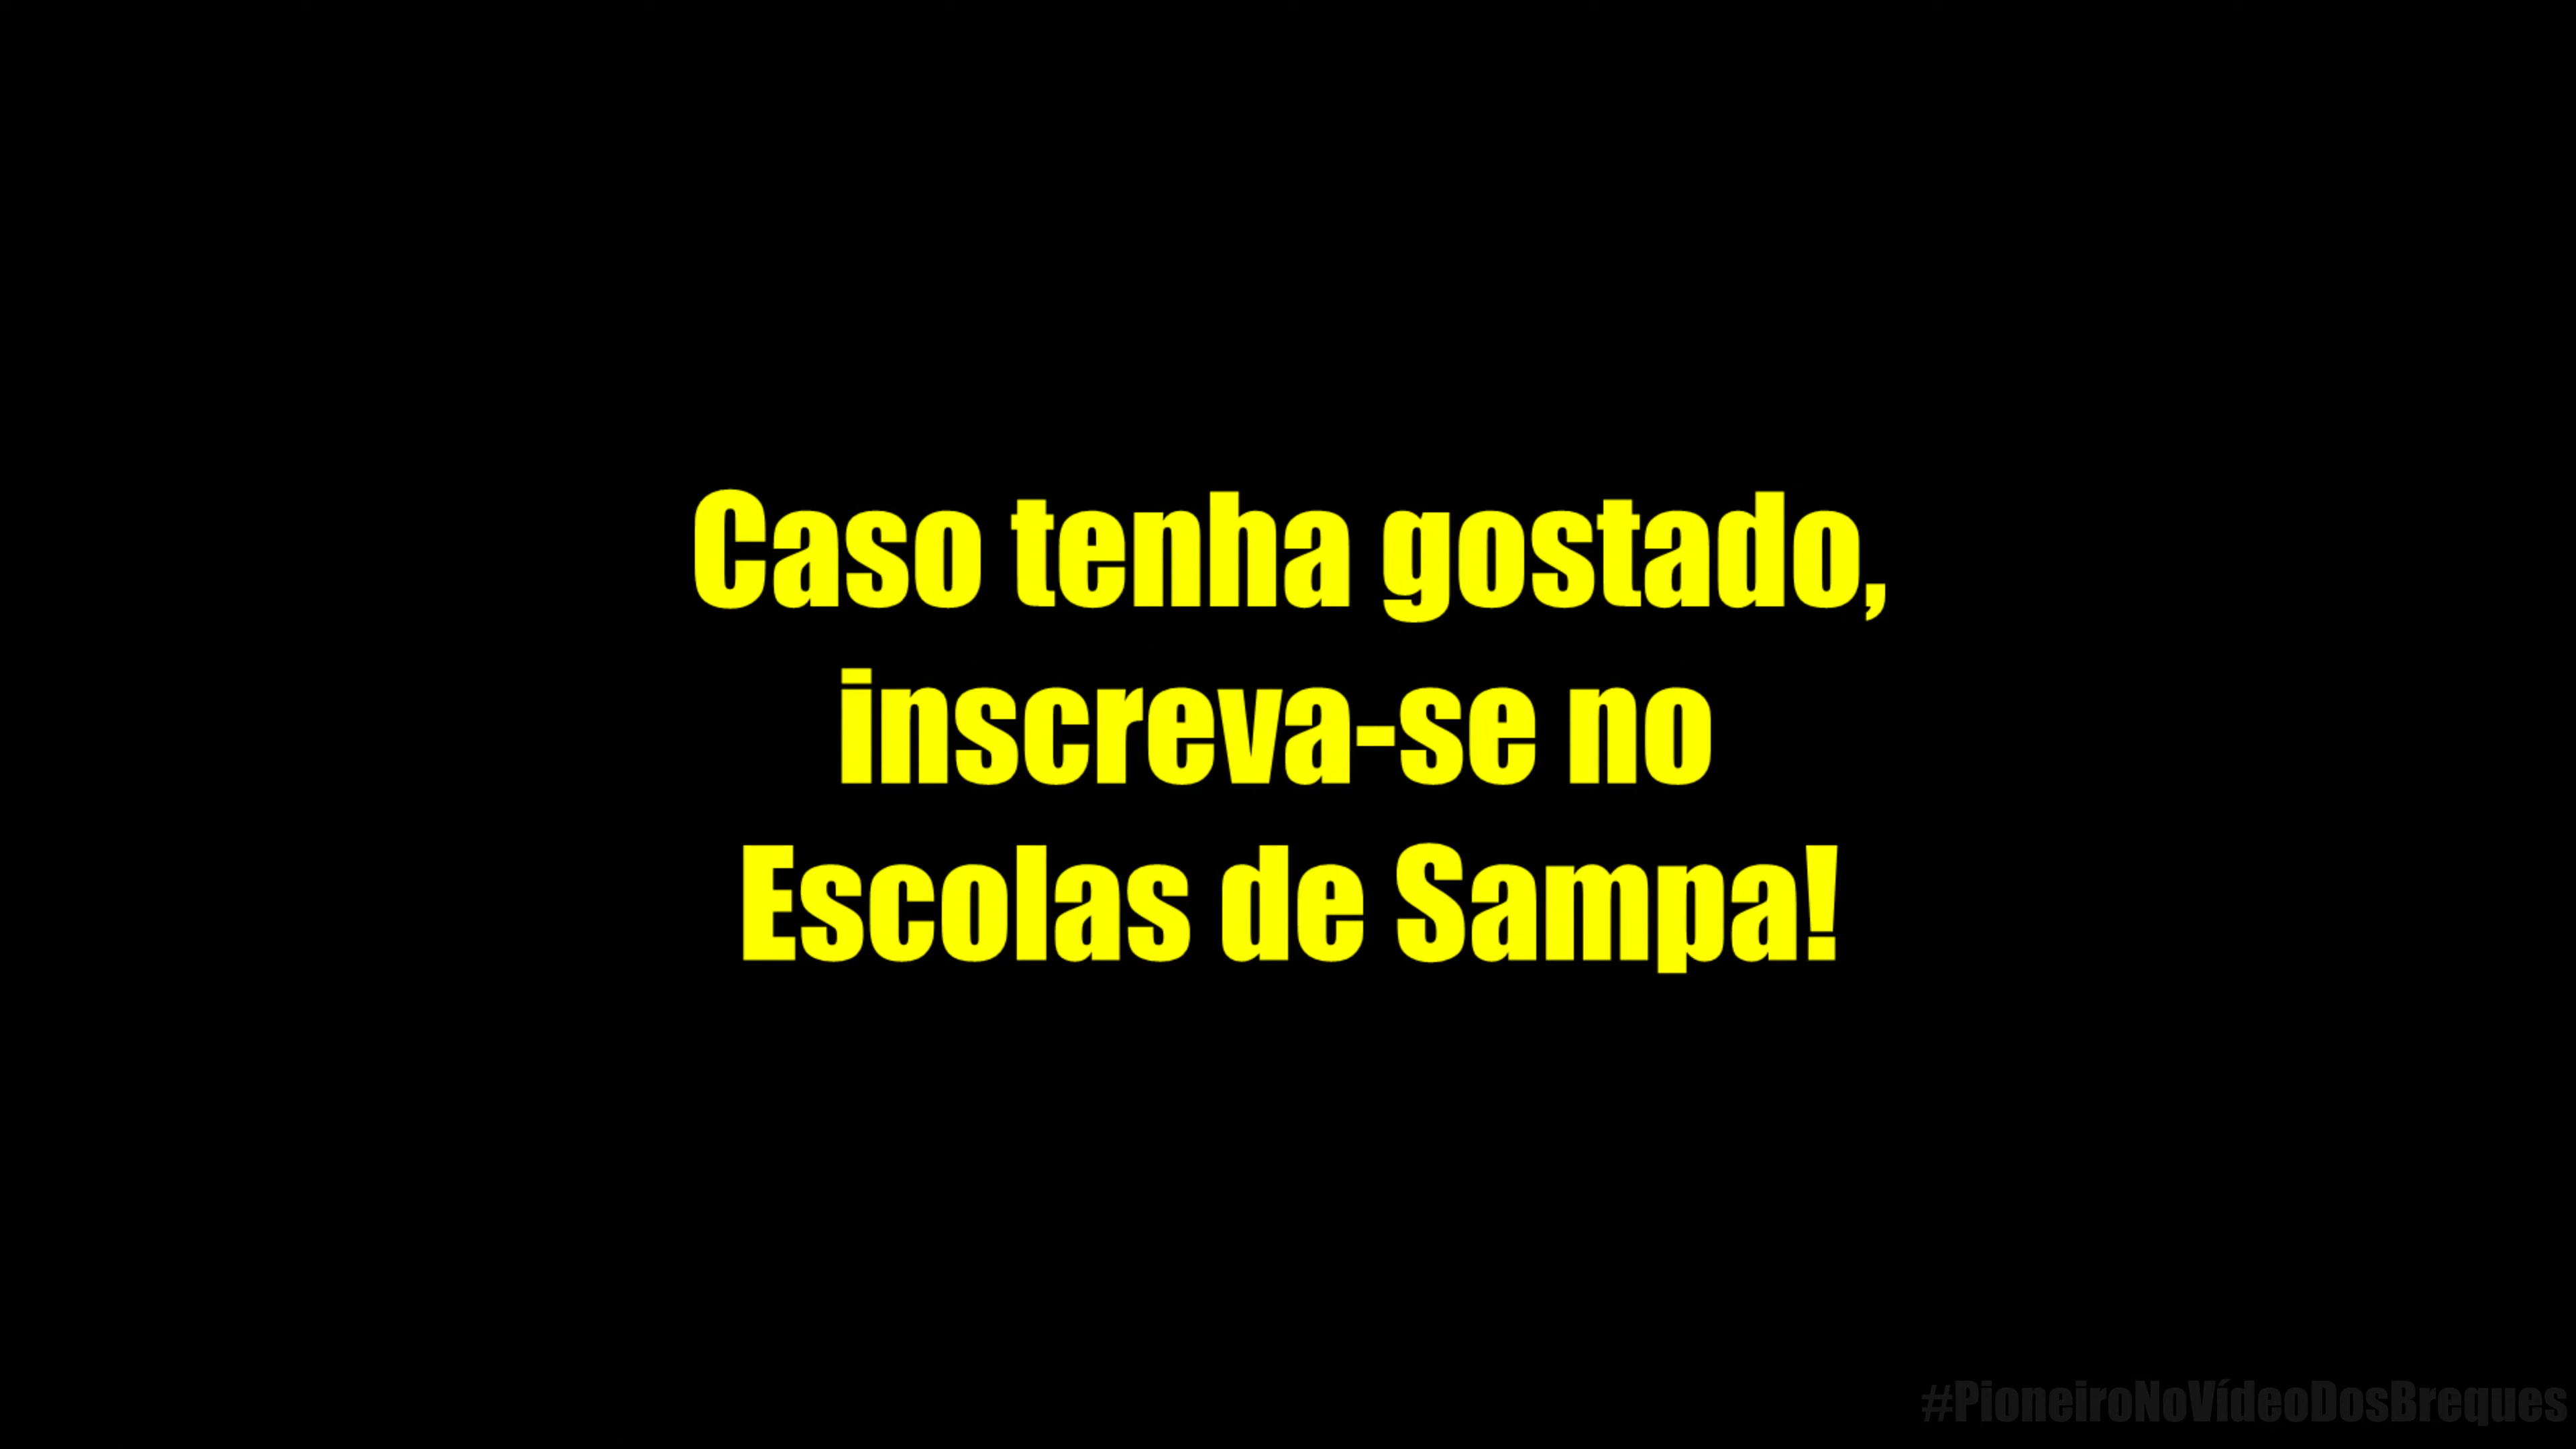 Caso tenha gostado,
inscreva-se no
Escolas de Sampa!
#PioneiroNoVídeoDosBreques